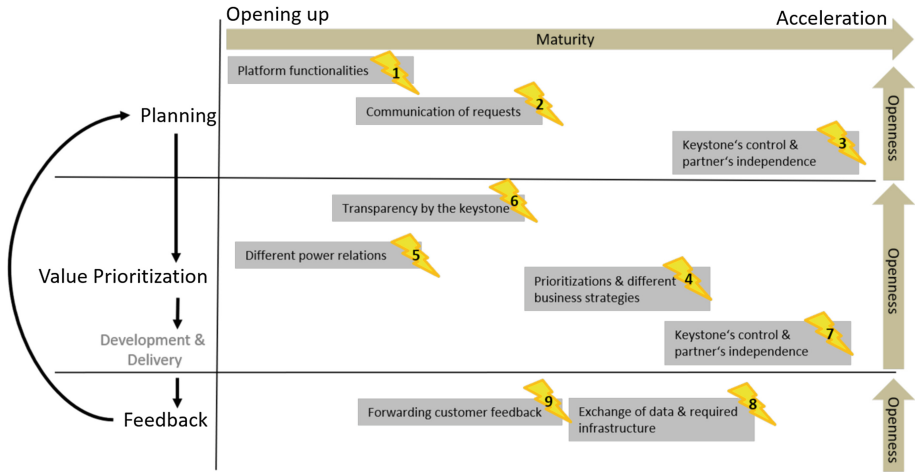 Opening up
Acceleration
Maturity
Platform functionalities
1
Communication of requests
2
Planning
Keystone's control &
partner's independence
3
Openness
Transparency by the keystone
6
Different power relations
5
Value Prioritization
Prioritizations & different
business strategies
4
Openness
Development &
Delivery
Keystone's control &
partner's independence
7
Feedback
Forwarding customer feedback
9
Exchange of data & required
infrastructure
8
Openness